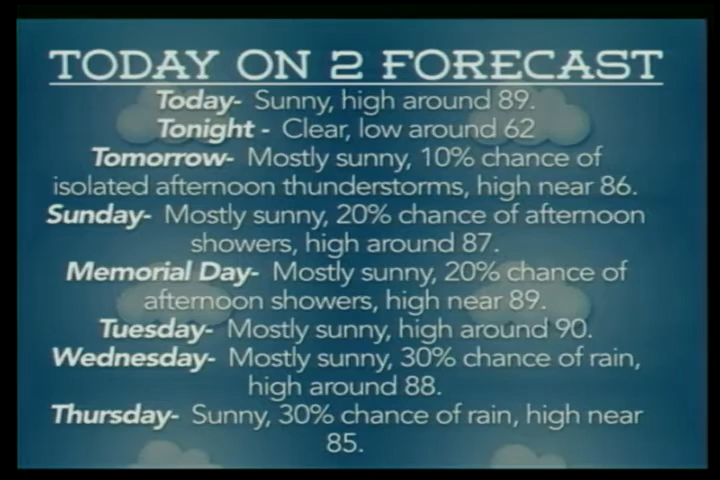 TODAY ON 2 FORECAST
Today- Sunny, high around 89.
Tonight - Clear, low around 62
Tomorrow- Mostly sunny, 10% chance of
isolated afternoon thunderstorms, high near 86.
Sunday- Mostly sunny, 20% chance of afternoon
showers, high around 87.
Memorial Day- Mostly sunny, 20% chance of
afternoon showers, high near 89.
Tuesday- Mostly sunny, high around 90.
Wednesday- Mostly sunny, 30% chance of rain,
high around 88.
Thursday- Sunny, 30% chance of rain, high near
85.